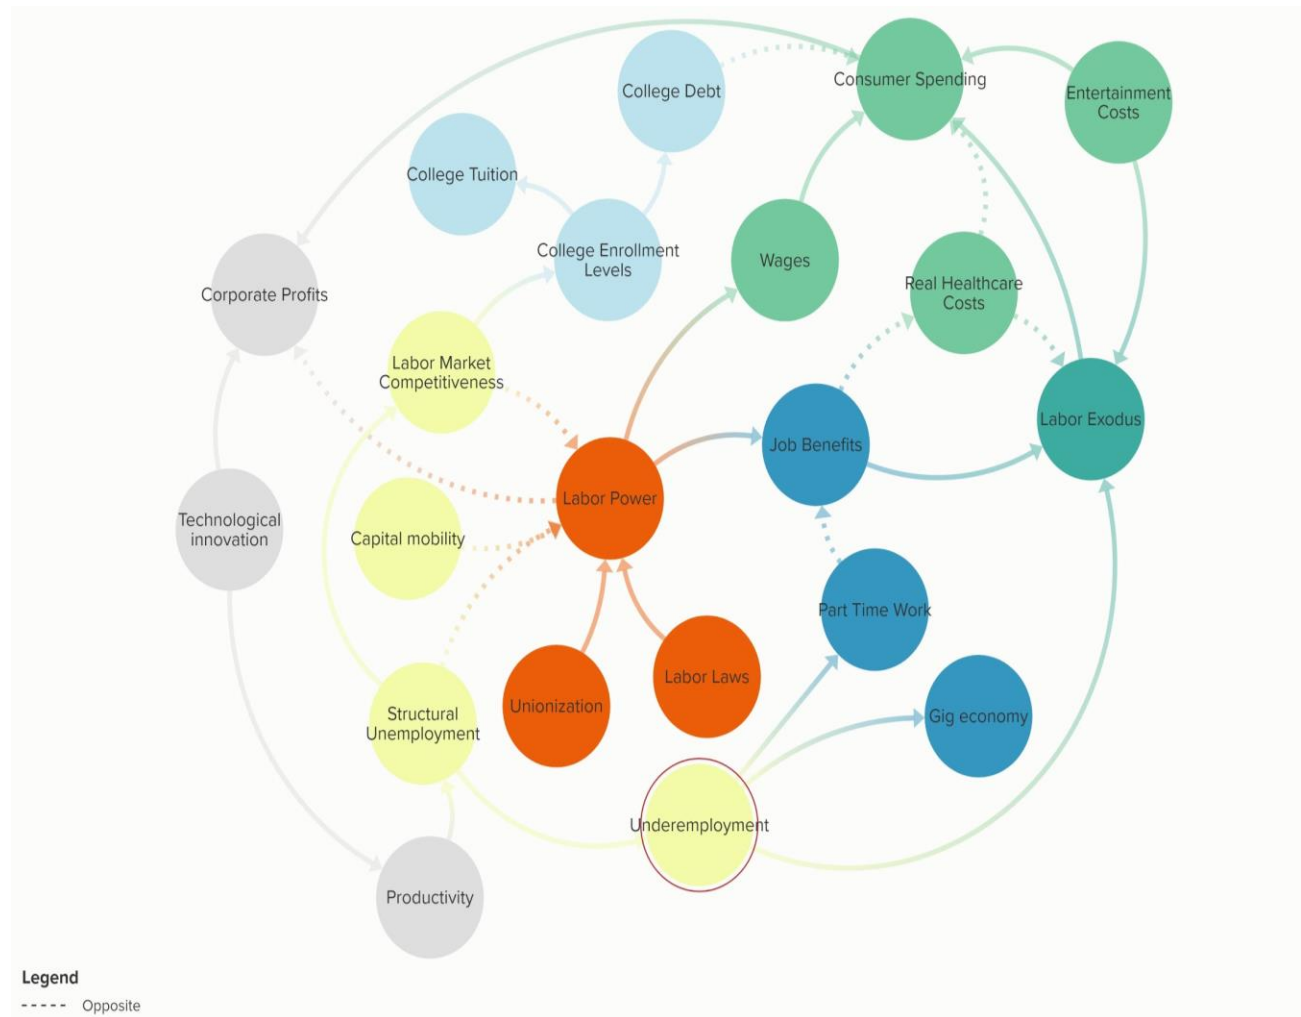 College Debt
Consumer Spending
Entertainment
Costs
College Tuition
College Enrollment
Levels
Wages
Real Healthcare
Costs
Corporate Profits
Labor Market
Competitiveness
Labor Exodus
Job Benefits
Labor Power
Technological
innovation
Capital mobility
Part Time Work
Unionization
Labor Laws
Structural
Unemployment
Gig economy
Underemployment
Productivity
Legend
Opposite